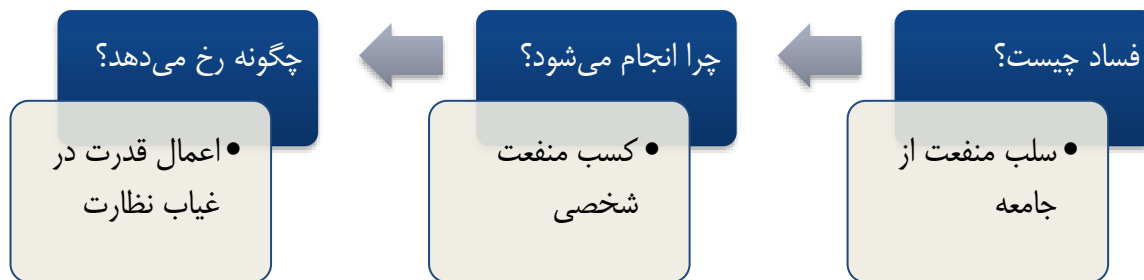 فساد چیست؟
• سلب منفعت از
جامعه
چرا انجام می‌شود؟
• کسب منفعت
شخصی
چگونه رخ می‌دهد؟
• اعمال قدرت در
غیاب نظارت